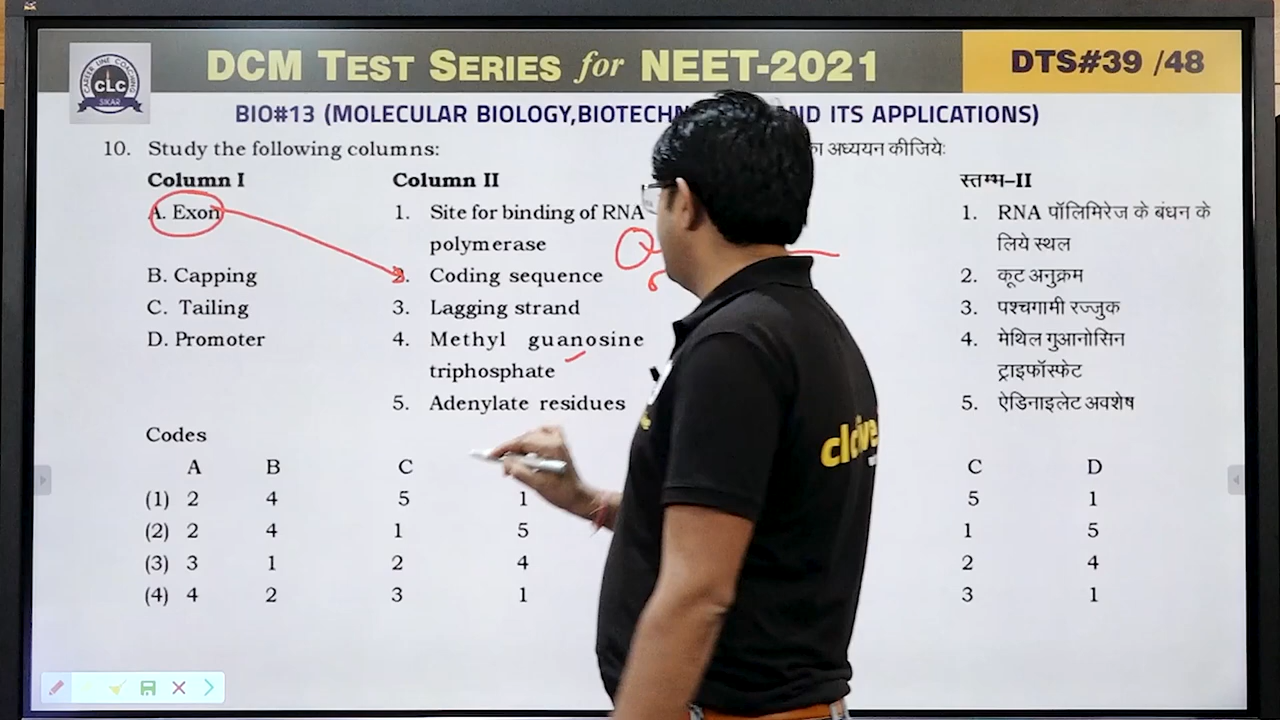 DCM TEST SERIES for NEET-2021
DTS#39 /48
CAREER LINE COACHING
CLC
SIKAR
BIO#13 (MOLECULAR BIOLOGY,BIOTECHN ND ITS APPLICATIONS)
10. Study the following columns: का अध्ययन कीजियेः
Column I Column II स्तम्भ-II
A. Exon 1. Site for binding of RNA 1. RNA पॉलिमिरेज के बंधन के
polymerase लिये स्थल
B. Capping 2. Coding sequence 2. कूट अनुक्रम
C. Tailing 3. Lagging strand 3. पश्चगामी रज्जुक
D. Promoter 4. Methyl guanosine 4. मेथिल गुआनोसिन
triphosphate ट्राइफॉस्फेट
5. Adenylate residues 5. ऐडिनाइलेट अवशेष
Codes
A B C C D
(1) 2 4 5 1 5 1
(2) 2 4 1 5 1 5
(3) 3 1 2 4 2 4
(4) 4 2 3 1 3 1